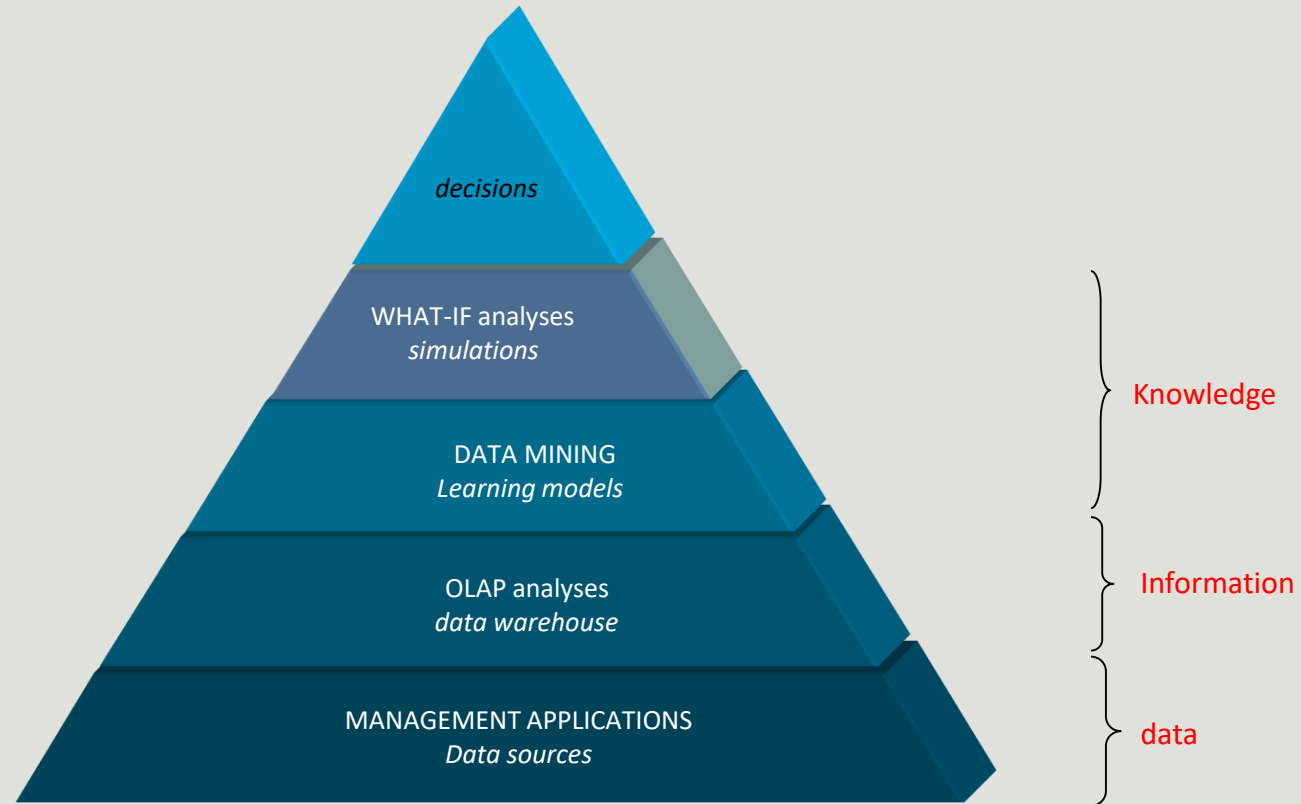 decisions
WHAT-IF analyses
simulations
Knowledge
DATA MINING
Learning models
OLAP analyses
data warehouse
Information
MANAGEMENT APPLICATIONS
Data sources
data